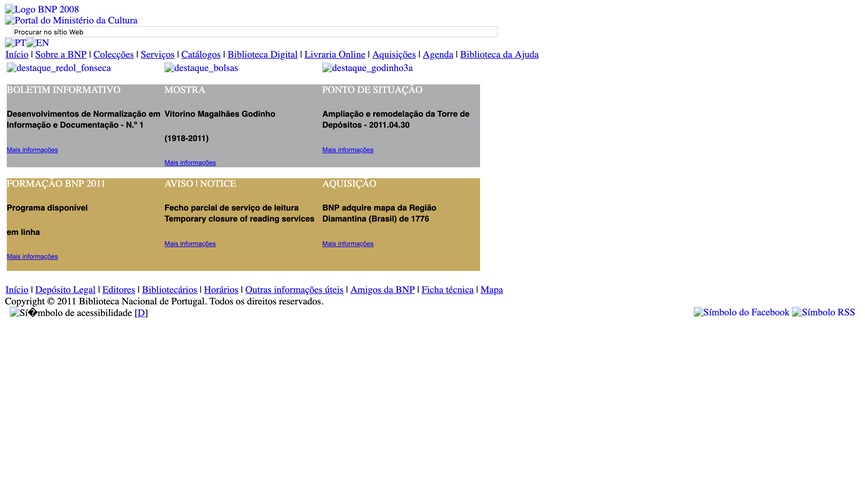 Logo BNP 2008
Portal do Ministério da Cultura
Procurar no sítio Web
PT EN
Início | Sobre a BNP | Colecções | Serviços | Catálogos | Biblioteca Digital | Livraria Online | Aquisições | Agenda | Biblioteca da Ajuda
destaque_redol_fonseca destaque_bolsas destaque_godinho3a
BOLETIM INFORMATIVO
Desenvolvimentos de Normalização em
Informação e Documentação - N.º 1
Mais informações
MOSTRA
Vitorino Magalhães Godinho
(1918-2011)
Mais informações
PONTO DE SITUAÇÃO
Ampliação e remodelação da Torre de
Depósitos - 2011.04.30
Mais informações
FORMAÇÃO BNP 2011
Programa disponível
em linha
Mais informações
AVISO | NOTICE
Fecho parcial de serviço de leitura
Temporary closure of reading services
Mais informações
AQUISIÇÃO
BNP adquire mapa da Região
Diamantina (Brasil) de 1776
Mais informações
Início | Depósito Legal | Editores | Bibliotecários | Horários | Outras informações úteis | Amigos da BNP | Ficha técnica | Mapa
Copyright © 2011 Biblioteca Nacional de Portugal. Todos os direitos reservados.
Sí�mbolo de acessibilidade [D] Símbolo do Facebook Símbolo RSS